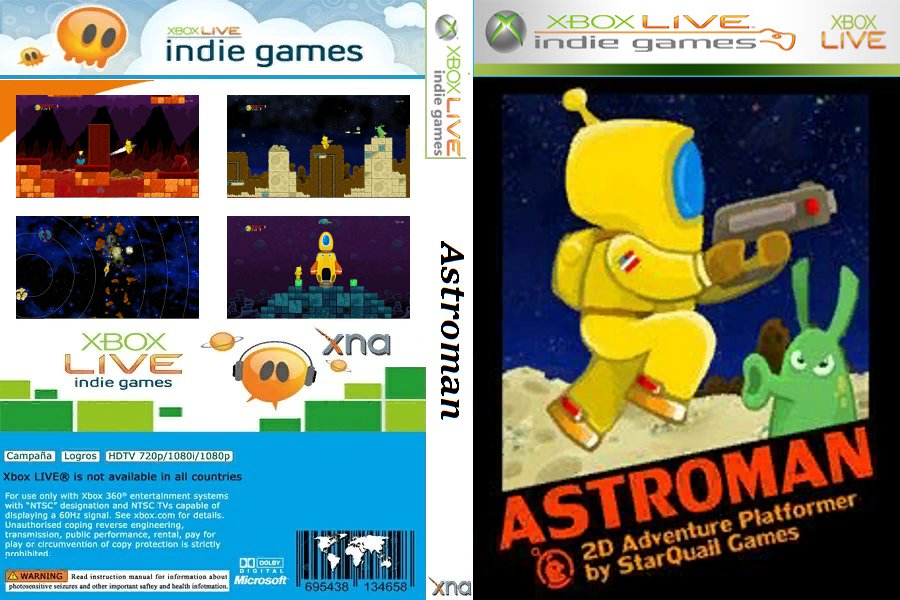 XBOX LIVE
indie games
XBOX LIVE
indie games
xna
Campaña Logros HDTV 720p/1080i/1080p
Xbox LIVE® is not available in all countries
For use only with Xbox 360® entertainment systems
with “NTSC” designation and NTSC TVs capable of
displaying a 60Hz signal. See xbox.com for details.
Unauthorised coping reverse engineering,
transmission, public performance, rental, pay for
play or circumvention of copy protection is strictly
prohibited.
WARNING Read instruction manual for information about
photosensitive seizures and other important saftey and health infotmation.
DOLBY
DIGITAL
Microsoft
695438 134658
XBOX LIVE
indie games
Astroman
xna
XBOX LIVE
indie games
XBOX
LIVE
ASTROMAN
2D Adventure Platformer
by StarQuail Games